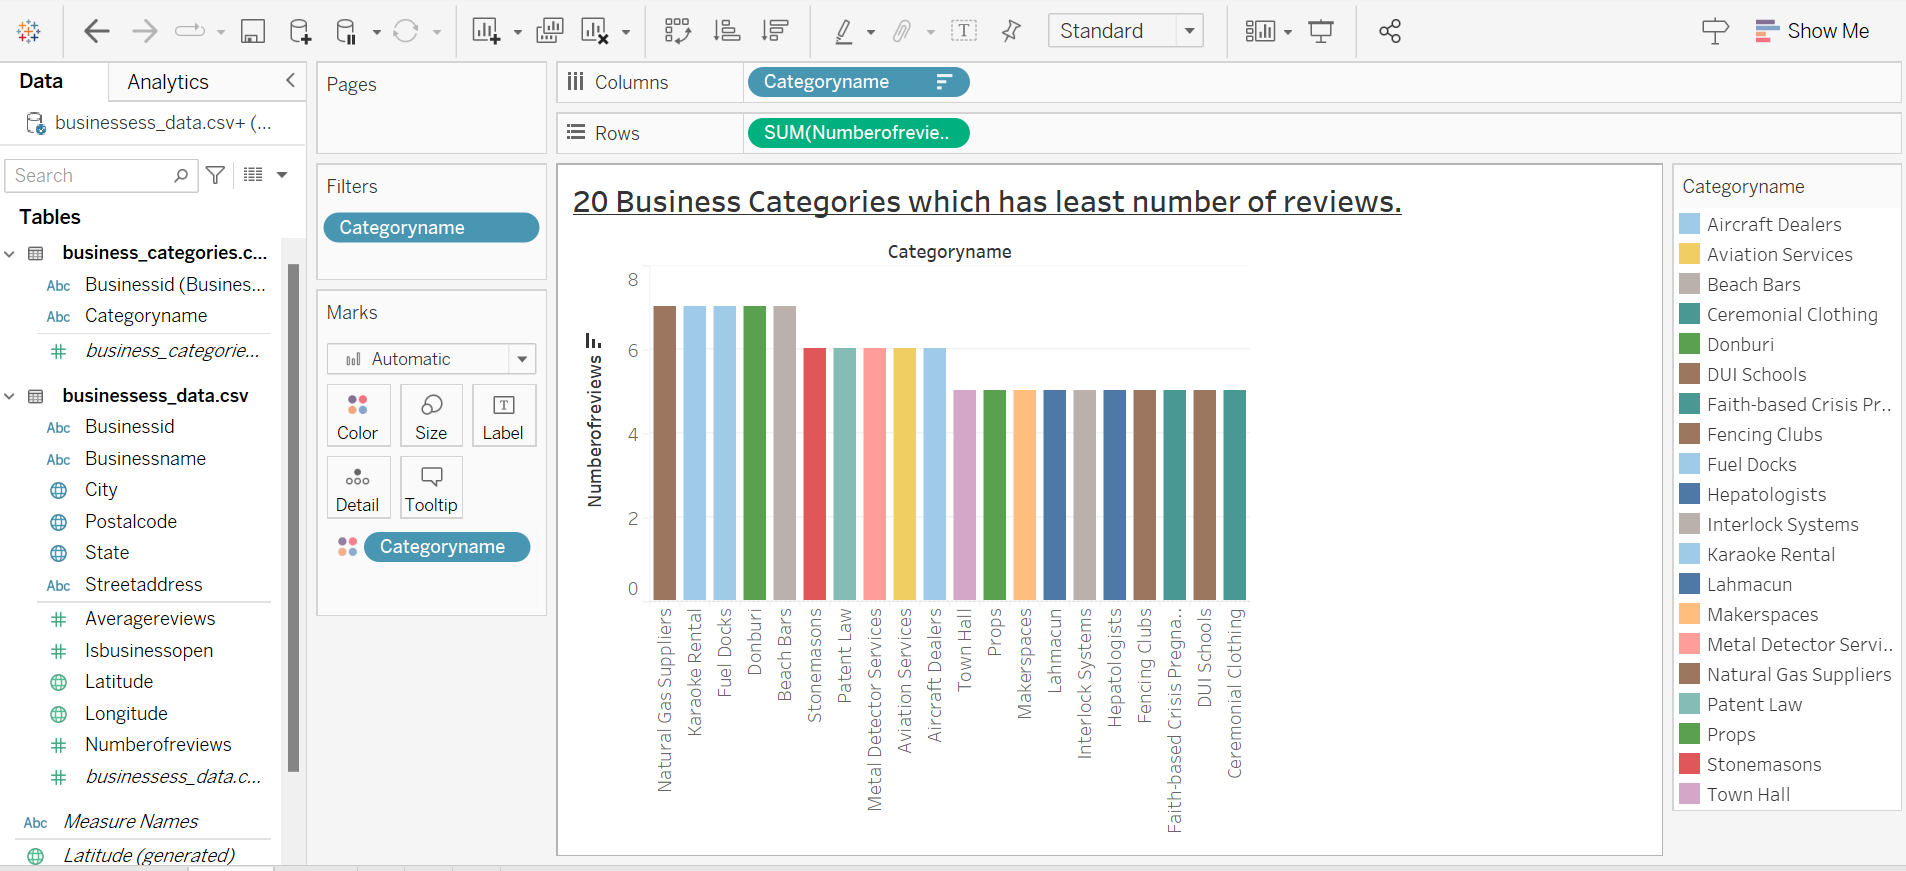 Standard
Show Me
Data
Analytics
businessess_data.csv+ (...
Search
Tables
business_categories.c...
Abc Businessid (Busines...
Abc Categoryname
business_categorie...
businessess_data.csv
Abc Businessid
Abc Businessname
City
Postalcode
State
Abc Streetaddress
Averagereviews
Isbusinessopen
Latitude
Longitude
Numberofreviews
businessess_data.c...
Abc Measure Names
Latitude (generated)
Pages
Filters
Categoryname
Marks
Automatic
Color
Size
Label
Detail
Tooltip
Categoryname
Columns
Categoryname
Rows
SUM(Numberofrevie..
20 Business Categories which has least number of reviews.
Categoryname
Numberofreviews
8
6
4
2
0
Natural Gas Suppliers
Karaoke Rental
Fuel Docks
Donburi
Beach Bars
Stonemasons
Patent Law
Metal Detector Services
Aviation Services
Aircraft Dealers
Town Hall
Props
Makerspaces
Lahmacun
Interlock Systems
Hepatologists
Fencing Clubs
Faith-based Crisis Pregna..
DUI Schools
Ceremonial Clothing
Categoryname
Aircraft Dealers
Aviation Services
Beach Bars
Ceremonial Clothing
Donburi
DUI Schools
Faith-based Crisis Pr..
Fencing Clubs
Fuel Docks
Hepatologists
Interlock Systems
Karaoke Rental
Lahmacun
Makerspaces
Metal Detector Servi..
Natural Gas Suppliers
Patent Law
Props
Stonemasons
Town Hall